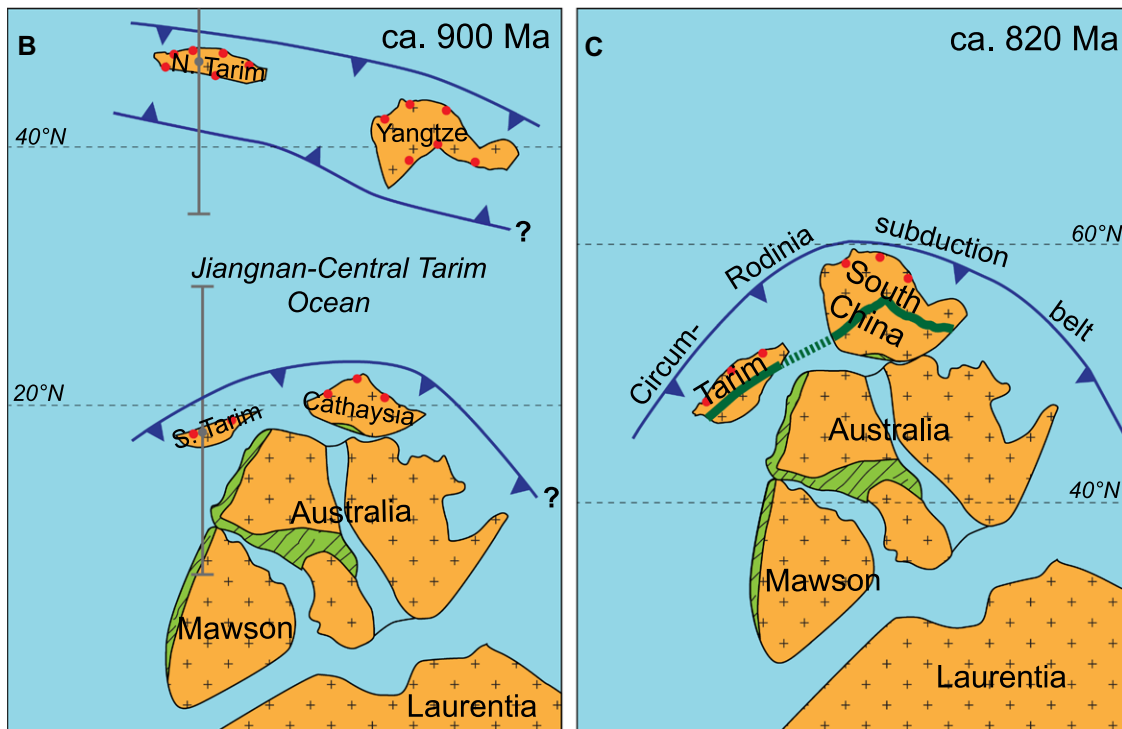 B
ca. 900 Ma
N. Tarim
Yangtze
40°N
?
Jiangnan-Central Tarim
Ocean
20°N
S. Tarim
Cathaysia
?
Australia
Mawson
Laurentia
C
ca. 820 Ma
Circum-
Rodinia
subduction
belt
60°N
South
China
Tarim
Australia
40°N
Mawson
Laurentia